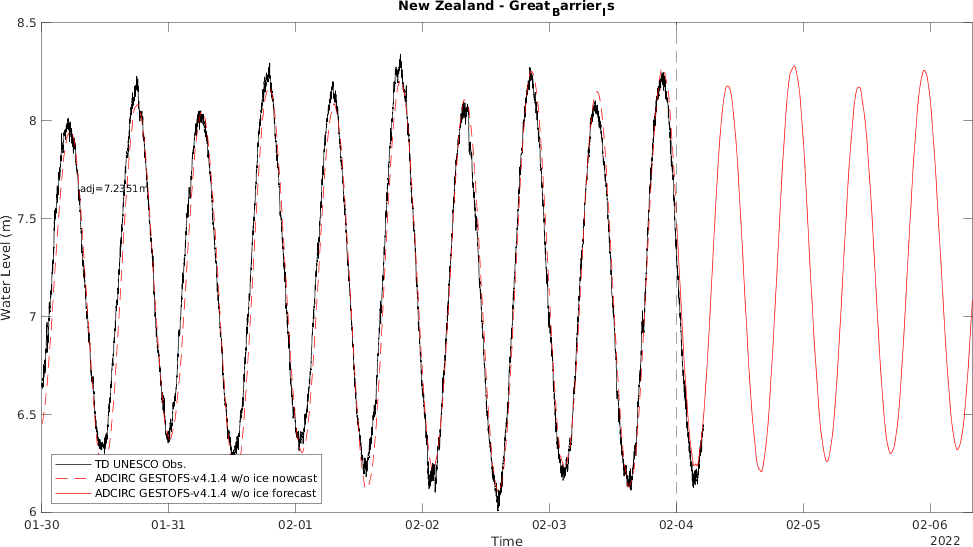 New Zealand - Great_Barrier_Is
8.5
8
7.5
7
6.5
6
Water Level (m)
adj=7.2351m
TD UNESCO Obs.
ADCIRC GESTOFS-v4.1.4 w/o ice nowcast
ADCIRC GESTOFS-v4.1.4 w/o ice forecast
01-30 01-31 02-01 02-02 02-03 02-04 02-05 02-06
Time
2022